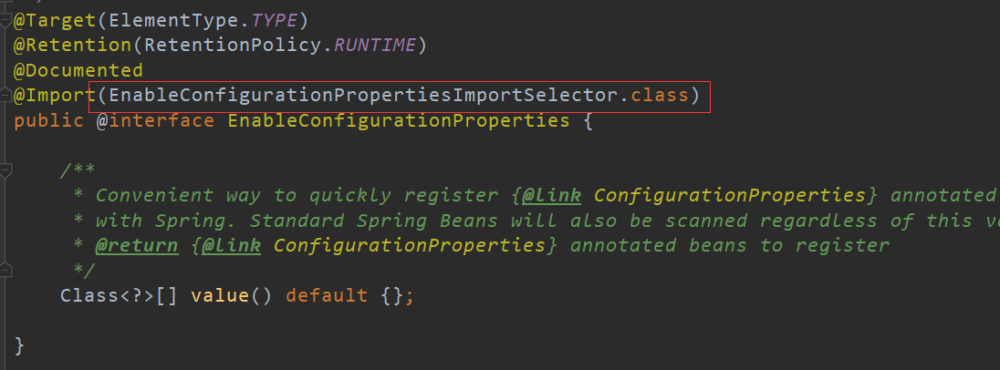 @Target(ElementType.TYPE)
@Retention(RetentionPolicy.RUNTIME)
@Documented
@Import(EnableConfigurationPropertiesImportSelector.class)
public @interface EnableConfigurationProperties {
/**
* Convenient way to quickly register {@link ConfigurationProperties} annotated
* with Spring. Standard Spring Beans will also be scanned regardless of this
* @return {@link ConfigurationProperties} annotated beans to register
*/
Class<?>[] value() default {};
}